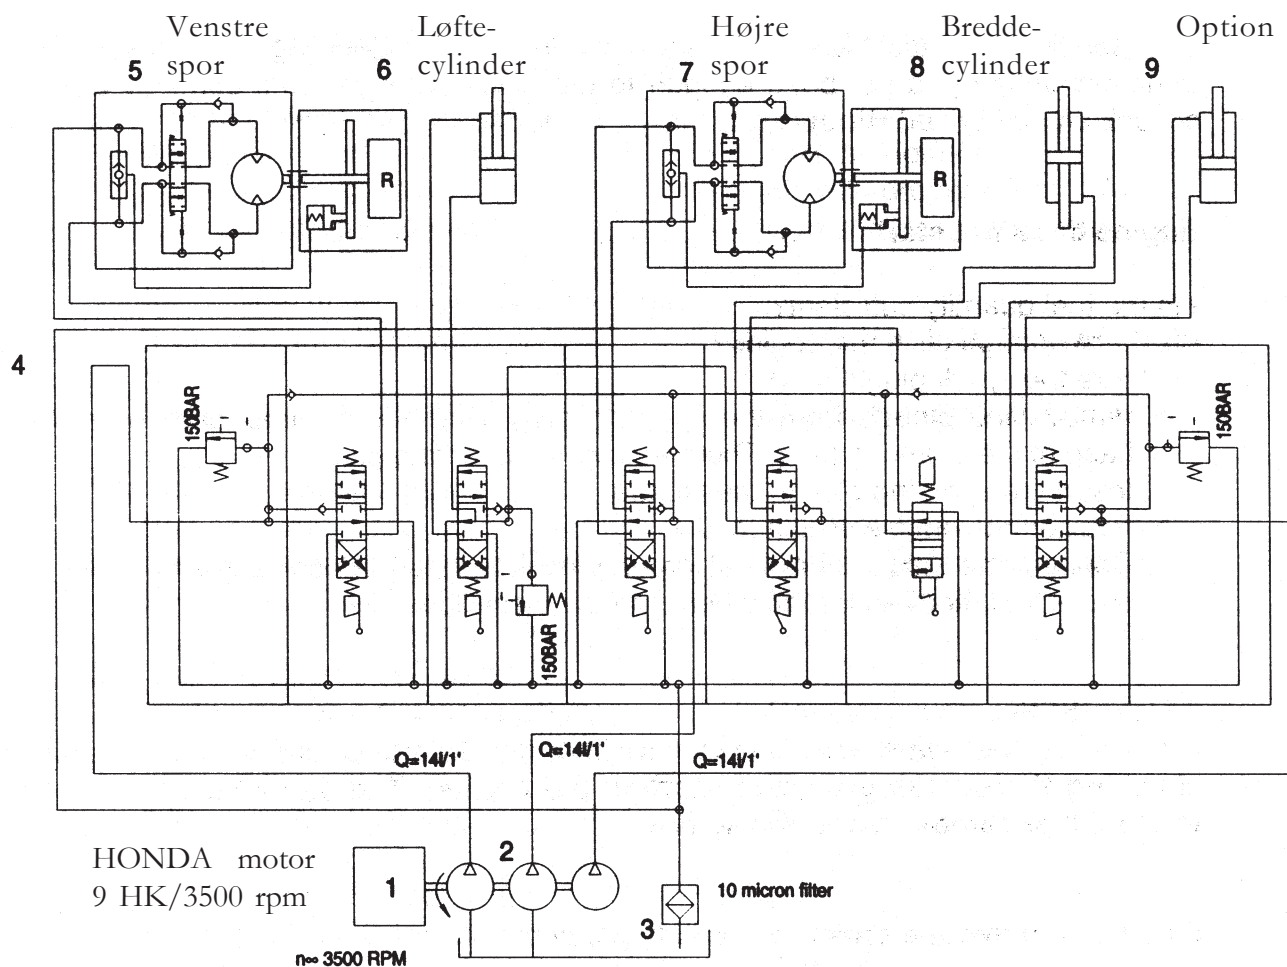 Venstre
spor
5
Løfte-
cylinder
6
Højre
spor
7
Bredde-
cylinder
8
Option
9
R
R
4
150BAR
150BAR
150BAR
Q=14l/1'
Q=14l/1'
Q=14l/1'
HONDA motor
9 HK/3500 rpm
1
2
3
10 micron filter
n∞ 3500 RPM